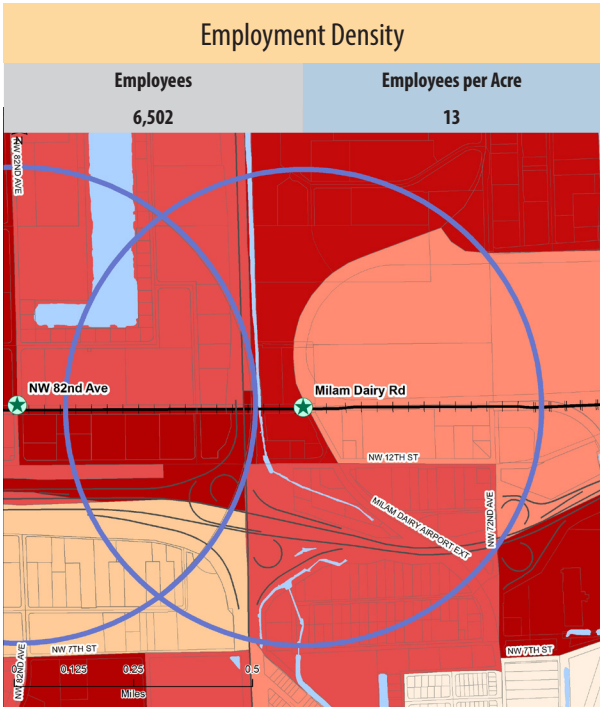 Employment Density
Employees
Employees per Acre
6,502
13
NW 82ND AVE
NW 82nd Ave
Milam Dairy Rd
NW 12TH ST
MILAM DAIRY AIRPORT EXT
NW 72ND AVE
NW 7TH ST
NW 7TH ST
NW 82ND AVE
0 0.125 0.25 0.5
Miles